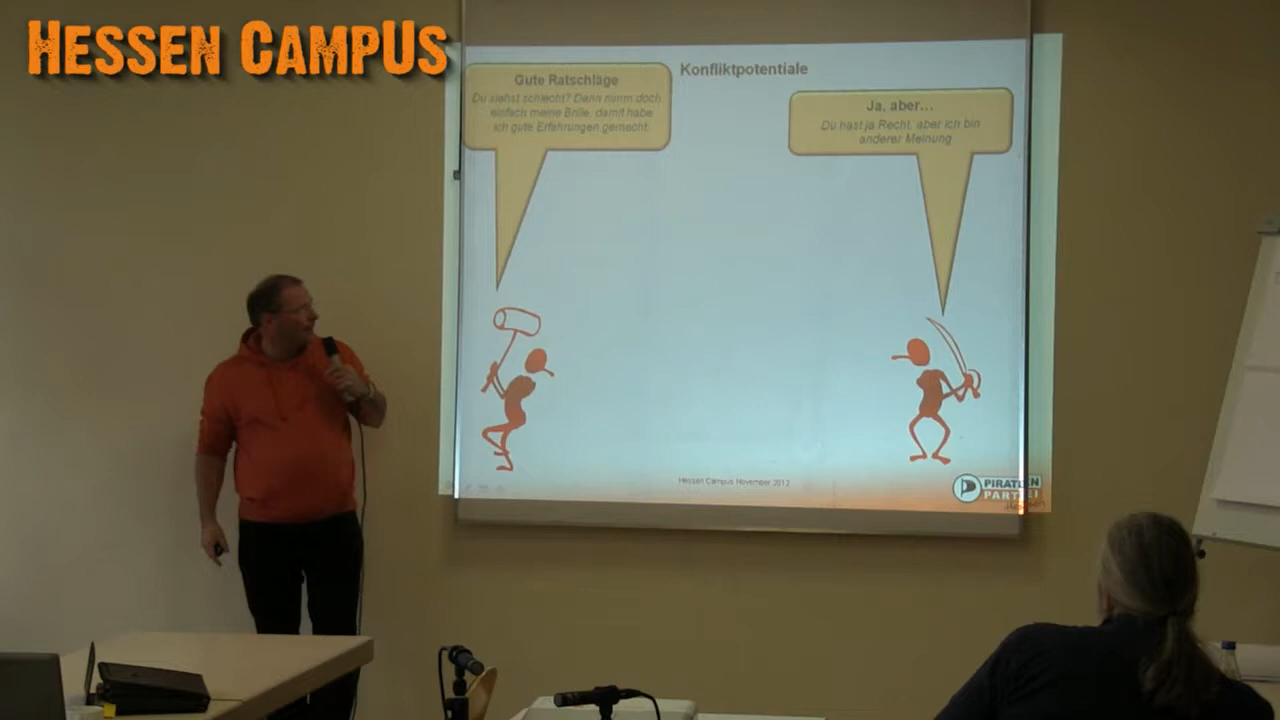 HESSEN CAMPUS
Konfliktpotentiale
Gute Ratschläge
Du siehst schlecht? Dann nimm doch
einfach meine Brille, damit habe
ich gute Erfahrungen gemacht.
Ja, aber...
Du hast ja Recht, aber ich bin
anderer Meinung
Hessen Campus November 2012
PIRATEN
PARTEI
Hessen